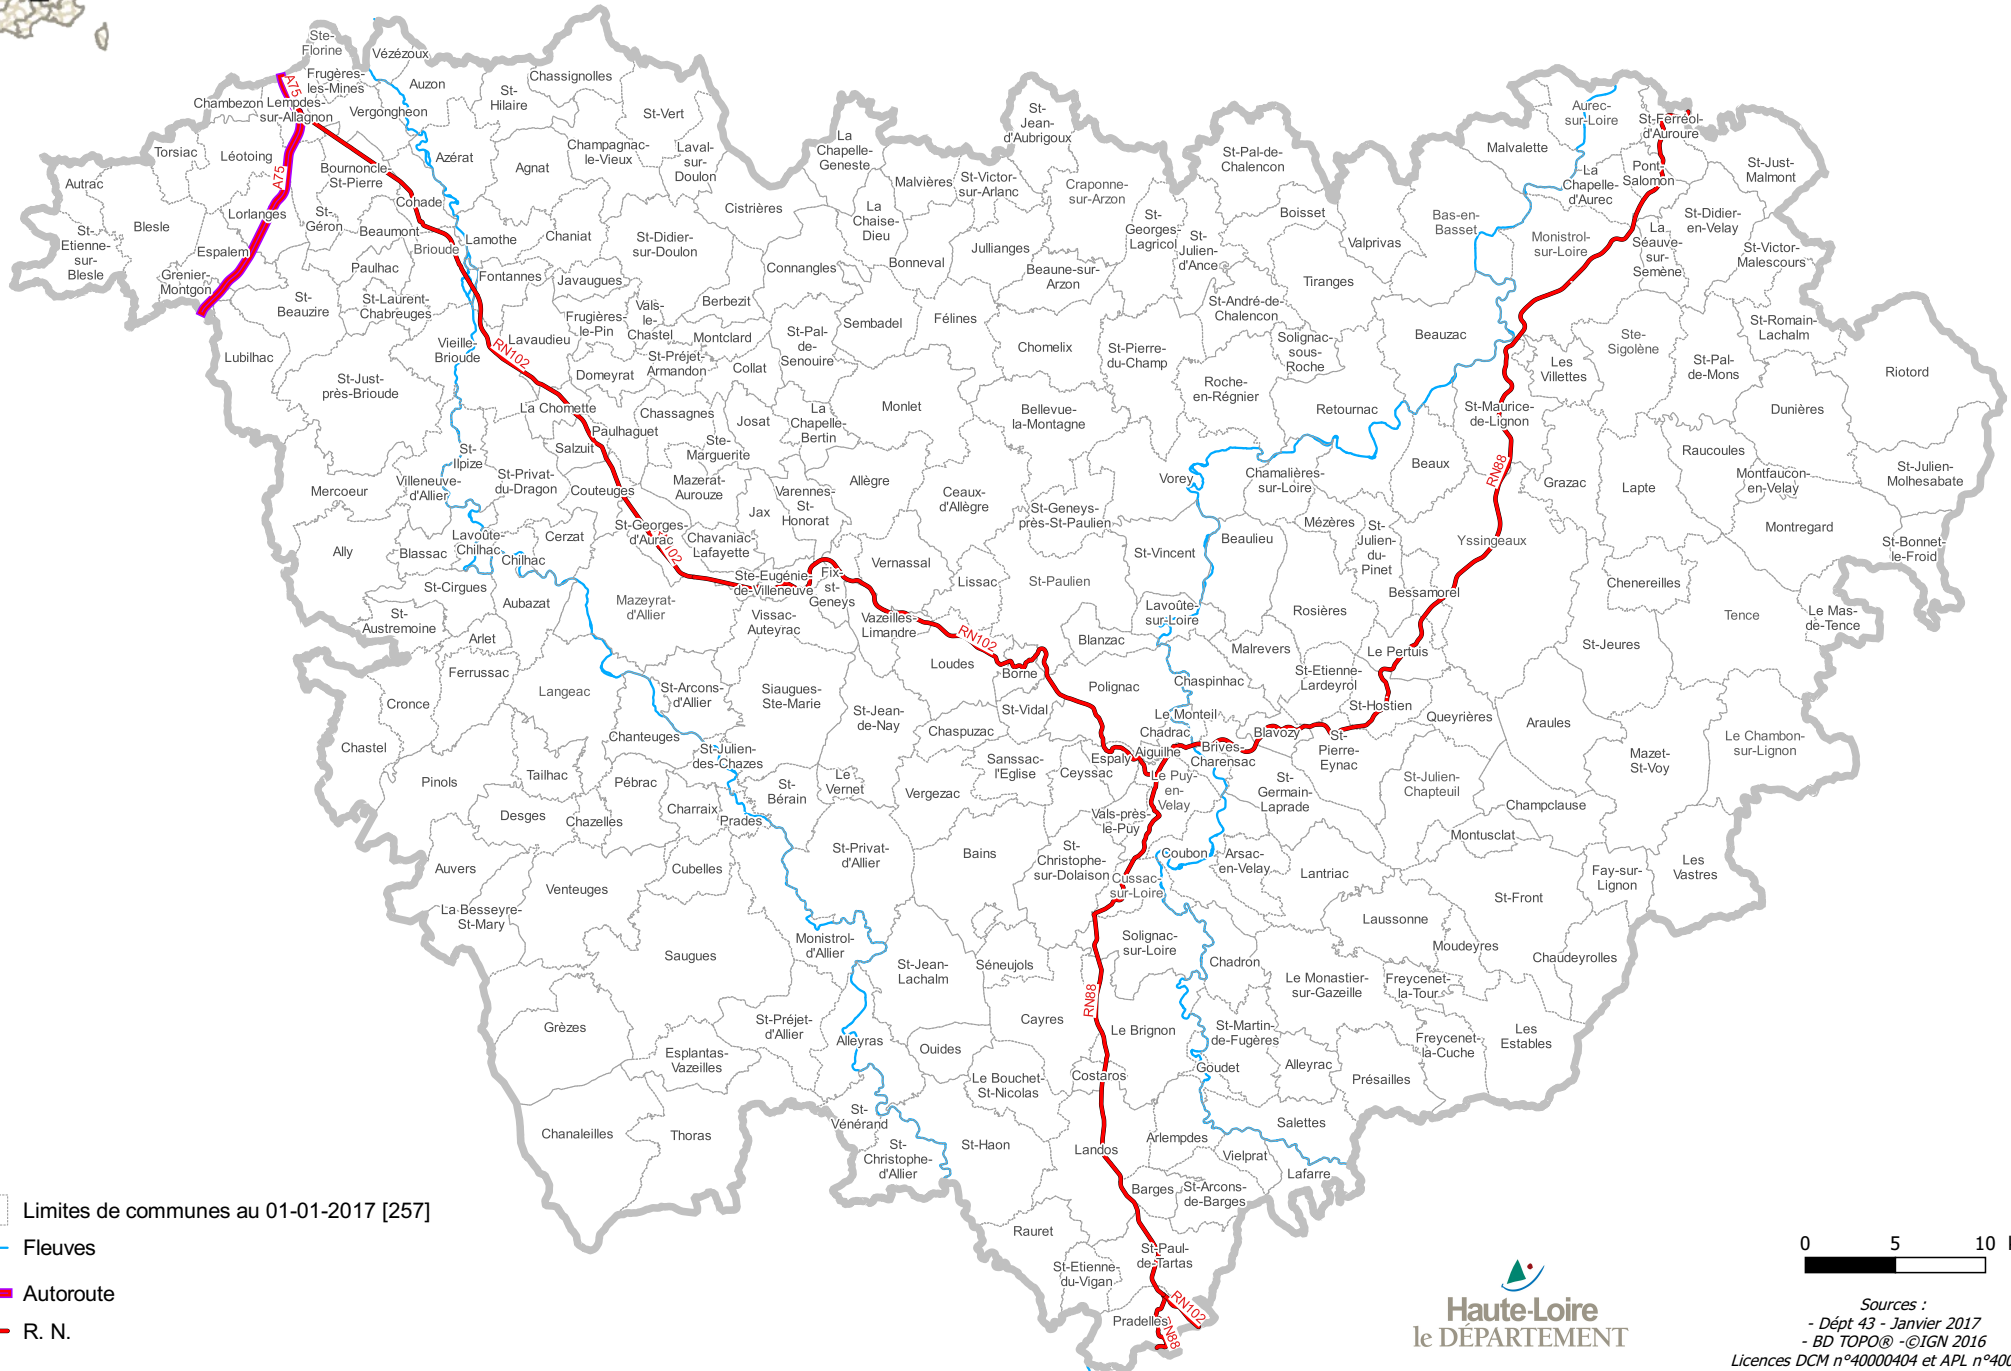 Ste-
Florine
Vézézoux
Frugères-
les-Mines
Auzon
Chassignolles
St-
Hilaire
A75
Chambezon
Lempdes-
sur-Allagnon
Vergongheon
St-Vert
Torsiac
Léotoing
Azérat
Agnat
Champagnac-
le-Vieux
Laval-
sur-
Doulon
La
Chapelle-
Geneste
St-
Jean-
d'Aubrigoux
St-Pal-de-
Chalencon
Malvalette
Aurec-
sur-Loire
St-Ferréol-
d'Auroure
Autrac
A75
Bournoncle-
St-Pierre
Malvières
St-Victor-
sur-Arlanc
Craponne-
sur-Arzon
La
Chapelle-
d'Aurec
Pont-
Salomon
St-Just-
Malmont
Blesle
Lorlanges
St-
Géron
Cohade
Cistrières
La
Chaise-
Dieu
St-
Georges-
Lagricol
Boisset
Bas-en-
Basset
St-Didier-
en-Velay
St-
Etienne-
sur-
Blesle
Espalem
Beaumont
Brioude
Lamothe
Chaniat
St-Didier-
sur-Doulon
Bonneval
Jullianges
St-
Julien-
d'Ance
Valprivas
Monistrol-
sur-Loire
La
Séauve-
sur-
Semène
St-Victor-
Malescours
Grenier-
Montgon
Paulhac
Fontannes
Javaugues
Connangles
Beaune-sur-
Arzon
Tiranges
St-
Beauzire
St-Laurent-
Chabreuges
Berbezit
St-André-de-
Chalencon
Lubilhac
Vieille-
Brioude
RN102
Lavaudieu
Frugières-
le-Pin
Vals-
le-
Chastel
Montclard
St-Pal-
de-
Senouire
Sembadel
Félines
Chomelix
St-Pierre-
du-Champ
Solignac-
sous-
Roche
Beauzac
Ste-
Sigolène
St-Romain-
Lachalm
St-Just-
près-Brioude
Domeyrat
St-Préjet-
Armandon
Collat
Roche-
en-Régnier
Les
Villettes
St-Pal-
de-Mons
Riotord
La Chomette
Chassagnes
Josat
La
Chapelle-
Bertin
Monlet
Bellevue-
la-Montagne
Retournac
St-Maurice-
de-Lignon
Dunières
Paulhaguet
Salzuit
Ste-
Marguerite
St-
Ilpize
Mercoeur
Villeneuve-
d'Allier
St-Privat-
du-Dragon
Couteuges
Mazerat-
Aurouze
Varennes-
St-
Honorat
Allègre
Ceaux-
d'Allègre
Vorey
Chamalières-
sur-Loire
Beaux
RN88
Grazac
Lapte
Raucoules
Montfaucon-
en-Velay
St-Julien-
Molhesabate
Jax
St-Geneys-
près-St-Paulien
Ally
Blassac
Lavoûte-
Chilhac
Cerzat
St-Georges-
d'Aurac
Chavaniac-
Lafayette
Mézères
St-
Julien-
du-
Pinet
Beaulieu
Yssingeaux
Montregard
St-Bonnet-
le-Froid
Chilhac
St-Vincent
Vernassal
Lissac
St-Paulien
St-Cirgues
Aubazat
Mazeyrat-
d'Allier
Ste-Eugénie-
de-Villeneuve
Fix-
st-
Geneys
Bessamorel
Chenereilles
St-
Austremoine
Arlet
Vissac-
Auteyrac
Vazeilles-
Limandre
RN102
Lavoûte-
sur-Loire
Rosières
Tence
Le Mas-
de-Tence
Ferrussac
Langeac
Loudes
Borne
Blanzac
Malrevers
Le Pertuis
St-Jeures
Cronce
St-Arcons-
d'Allier
Siaugues-
Ste-Marie
Polignac
Chaspinhac
St-Etienne-
Lardeyrol
St-Hostien
Chastel
Chanteuges
St-Jean-
de-Nay
Chaspuzac
St-Vidal
Le Monteil
Chadrac
Blavozy
Queyrières
Araules
Le Chambon-
sur-Lignon
Pinols
Tailhac
Pébrac
St-Julien-
des-Chazes
Sanssac-
l'Eglise
Espaly
Ceyssac
Aiguilhe
Brives-
Charensac
St-
Pierre-
Eynac
Mazet-
St-Voy
Desges
Chazelles
Charraix
Prades
St-
Bérain
Le
Vernet
Vergezac
Le Puy-
en-
Velay
St-
Germain-
Laprade
St-Julien-
Chapteuil
Champclause
Vals-près-
le-Puy
Montusclat
Auvers
Venteuges
Cubelles
St-Privat-
d'Allier
Bains
St-
Christophe-
sur-Dolaison
Coubon
Arsac-
en-Velay
Lantriac
Fay-sur-
Lignon
Les
Vastres
La Besseyre-
St-Mary
Cussac-
sur-Loire
St-Front
Laussonne
Saugues
Monistrol-
d'Allier
St-Jean-
Lachalm
Séneujols
Solignac-
sur-Loire
Chadron
Moudeyres
Chaudeyrolles
Le Monastier-
sur-Gazeille
Freycenet-
la-Tour
RN88
Grèzes
St-Préjet-
d'Allier
Alleyras
Cayres
Le Brignon
St-Martin-
de-Fugères
Freycenet-
la-Cuche
Les
Estables
Esplantas-
Vazeilles
Ouides
Le Bouchet-
St-Nicolas
Costaros
Goudet
Alleyrac
Présailles
Chanaleilles
Thoras
St-
Vénérand
St-
Christophe-
d'Allier
St-Haon
Landos
Arlempdes
Salettes
Vielprat
Lafarre
Barges
St-Arcons-
de-Barges
Rauret
St-Paul-
de-Tartas
St-Etienne-
du-Vigan
RN102
Pradelles
Limites de communes au 01-01-2017 [257]
Fleuves
Autoroute
R. N.
0 5 10
Haute-Loire
le DÉPARTEMENT
Sources :
- Dépt 43 - Janvier 2017
- BD TOPO® -©IGN 2016
Licences DCM n°40000404 et APL n°400